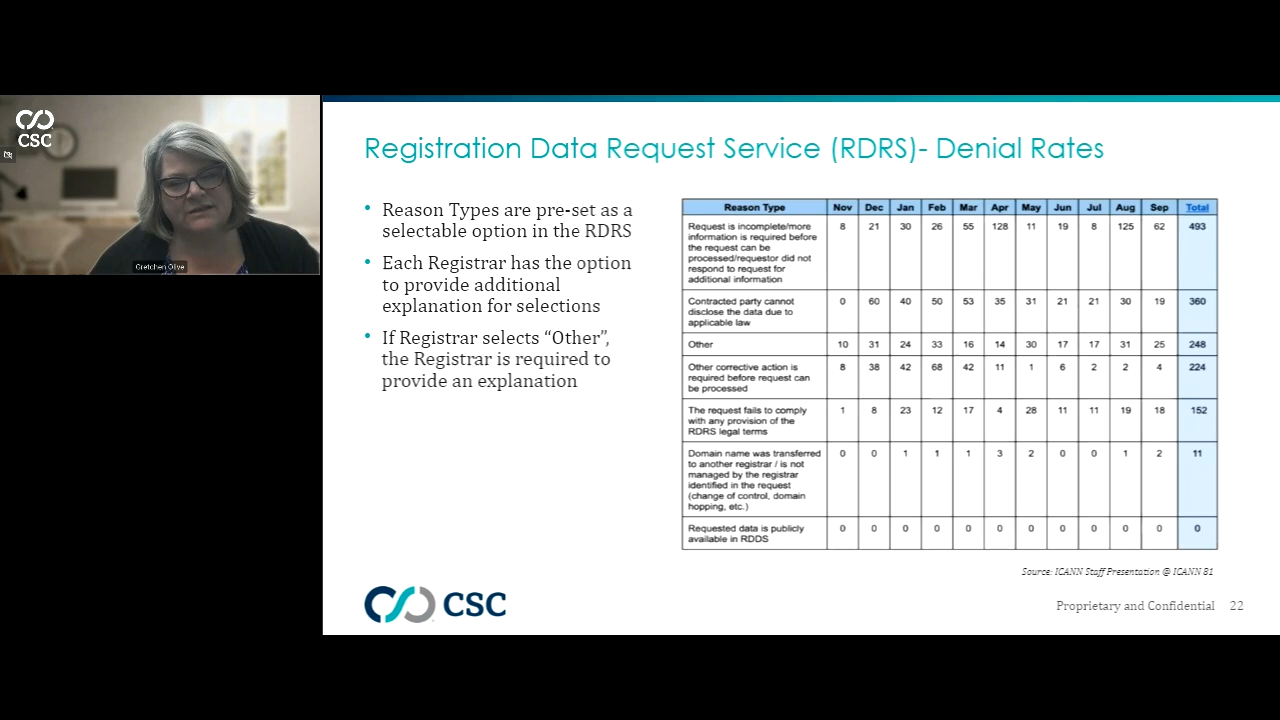 CSC
Gretchen Olive
Registration Data Request Service (RDRS)- Denial Rates
• Reason Types are pre-set as a
selectable option in the RDRS
• Each Registrar has the option
to provide additional
explanation for selections
• If Registrar selects “Other”,
the Registrar is required to
provide an explanation
Reason Type Nov Dec Jan Feb Mar Apr May Jun Jul Aug Sep Total
Request is incomplete/more 8 21 30 26 55 128 11 19 8 125 62 493
information is required before
the request can be
processed/requestor did not
respond to request for
additional information
Contracted party cannot 0 60 40 50 53 35 31 21 21 30 19 360
disclose the data due to
applicable law
Other 10 31 24 33 16 14 30 17 17 31 25 248
Other corrective action is 8 38 42 68 42 11 1 6 2 2 4 224
required before request can
be processed
The request fails to comply 1 8 23 12 17 4 28 11 11 19 18 152
with any provision of the
RDRS legal terms
Domain name was transferred 0 0 1 1 1 3 2 0 0 1 2 11
to another registrar / is not
managed by the registrar
identified in the request
(change of control, domain
hopping, etc.)
Requested data is publicly 0 0 0 0 0 0 0 0 0 0 0 0
available in RDDS
Source: ICANN Staff Presentation @ ICANN 81
CSC
Proprietary and Confidential 22